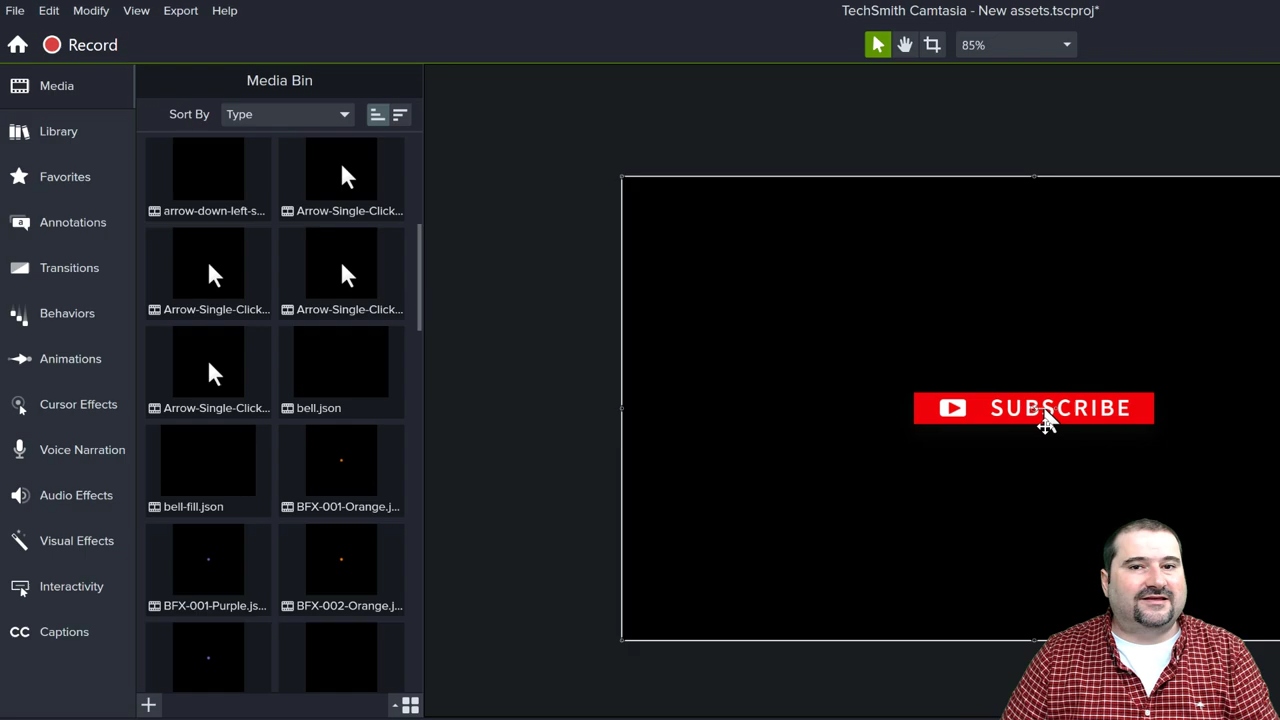 File Edit Modify View Export Help
TechSmith Camtasia - New assets.tscproj*
Record
85%
Media
Library
Favorites
Annotations
Transitions
Behaviors
Animations
Cursor Effects
Voice Narration
Audio Effects
Visual Effects
Interactivity
CC Captions
Media Bin
Sort By Type
arrow-down-left-s... Arrow-Single-Click...
Arrow-Single-Click... Arrow-Single-Click...
Arrow-Single-Click... bell.json
bell-fill.json BFX-001-Orange.j...
BFX-001-Purple.js... BFX-002-Orange.j...
SUBSCRIBE